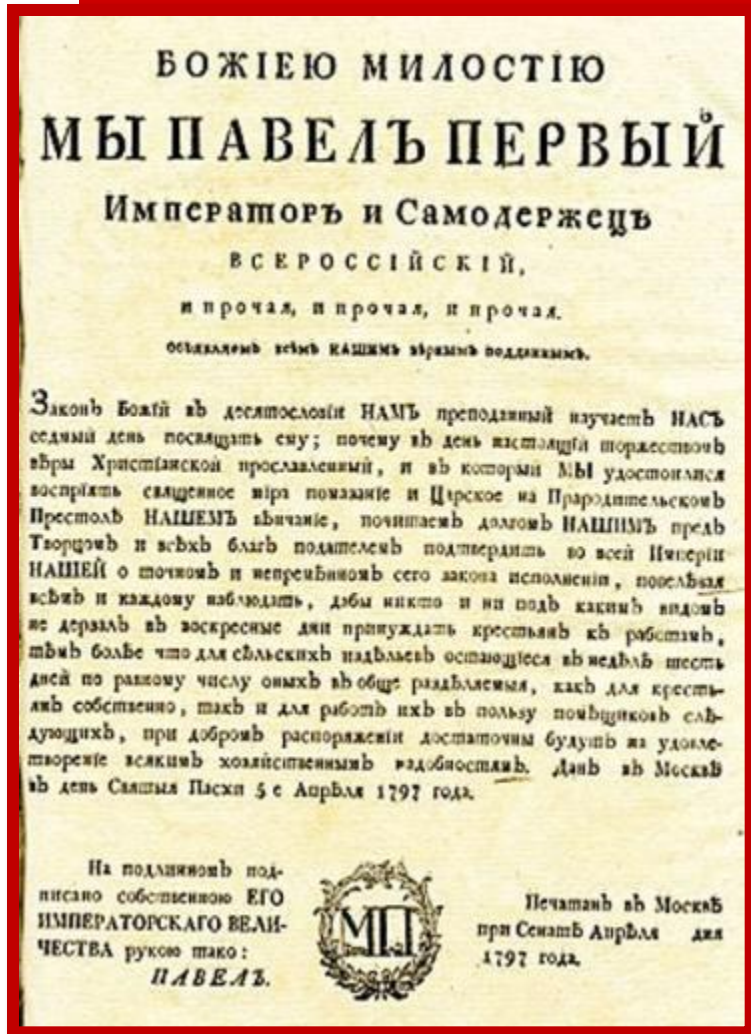 БОЖІЕЮ МИЛОСТІЮ
МЫ ПАВЕЛЪ ПЕРВЫЙ
Императоръ и Самодержецъ
ВСЕРОССІЙСКІЙ,
и прочая, и прочая, и прочая.
Объявляемъ всѣмъ НАШИМЪ вѣрнымъ подданнымъ.
Законъ Божій въ десятословіи НАМЪ преподанный научаетъ НАСЪ
седмый день посвящать ему; почему въ день настоящій торжествомъ
вѣры Христіанской прославленный, и въ который МЫ удостоилися
воспріять священное мѵра помазаніе и Царское на Прародительскомъ
Престолѣ НАШЕМЪ вѣнчаніе, почитаемъ долгомъ НАШИМЪ предъ
Творцомъ и всѣхъ благъ подателемъ подтвердить во всей Имперіи
НАШЕЙ о точномъ и непремѣнномъ сего закона исполненіи, повелѣвая
всѣмъ и каждому наблюдать, дабы никто и ни подъ какимъ видомъ
не дерзалъ въ воскресные дни принуждать крестьянъ къ работамъ,
тѣмъ болѣе что для сѣльскихъ издѣльевъ остающіеся въ недѣлѣ шесть
дней по равному числу оныхъ въ обще раздѣляемыя, какъ для кресть-
янъ собственно, такъ и для работъ ихъ въ пользу помѣщиковъ слѣ-
дующихъ, при добромъ распоряженіи достаточны будутъ на удовле-
твореніе всякимъ хозяйственнымъ надобностямъ. Данъ въ Москвѣ
въ день Святыя Пасхи 5 е Апрѣля 1797 года.
На подлинномъ под-
писано собственною ЕГО
ИМПЕРАТОРСКАГО ВЕЛИ-
ЧЕСТВА рукою тако:
ПАВЕЛЪ.
МП
Печатанъ въ Москвѣ
при Сенатѣ Апрѣля дня
1797 года.